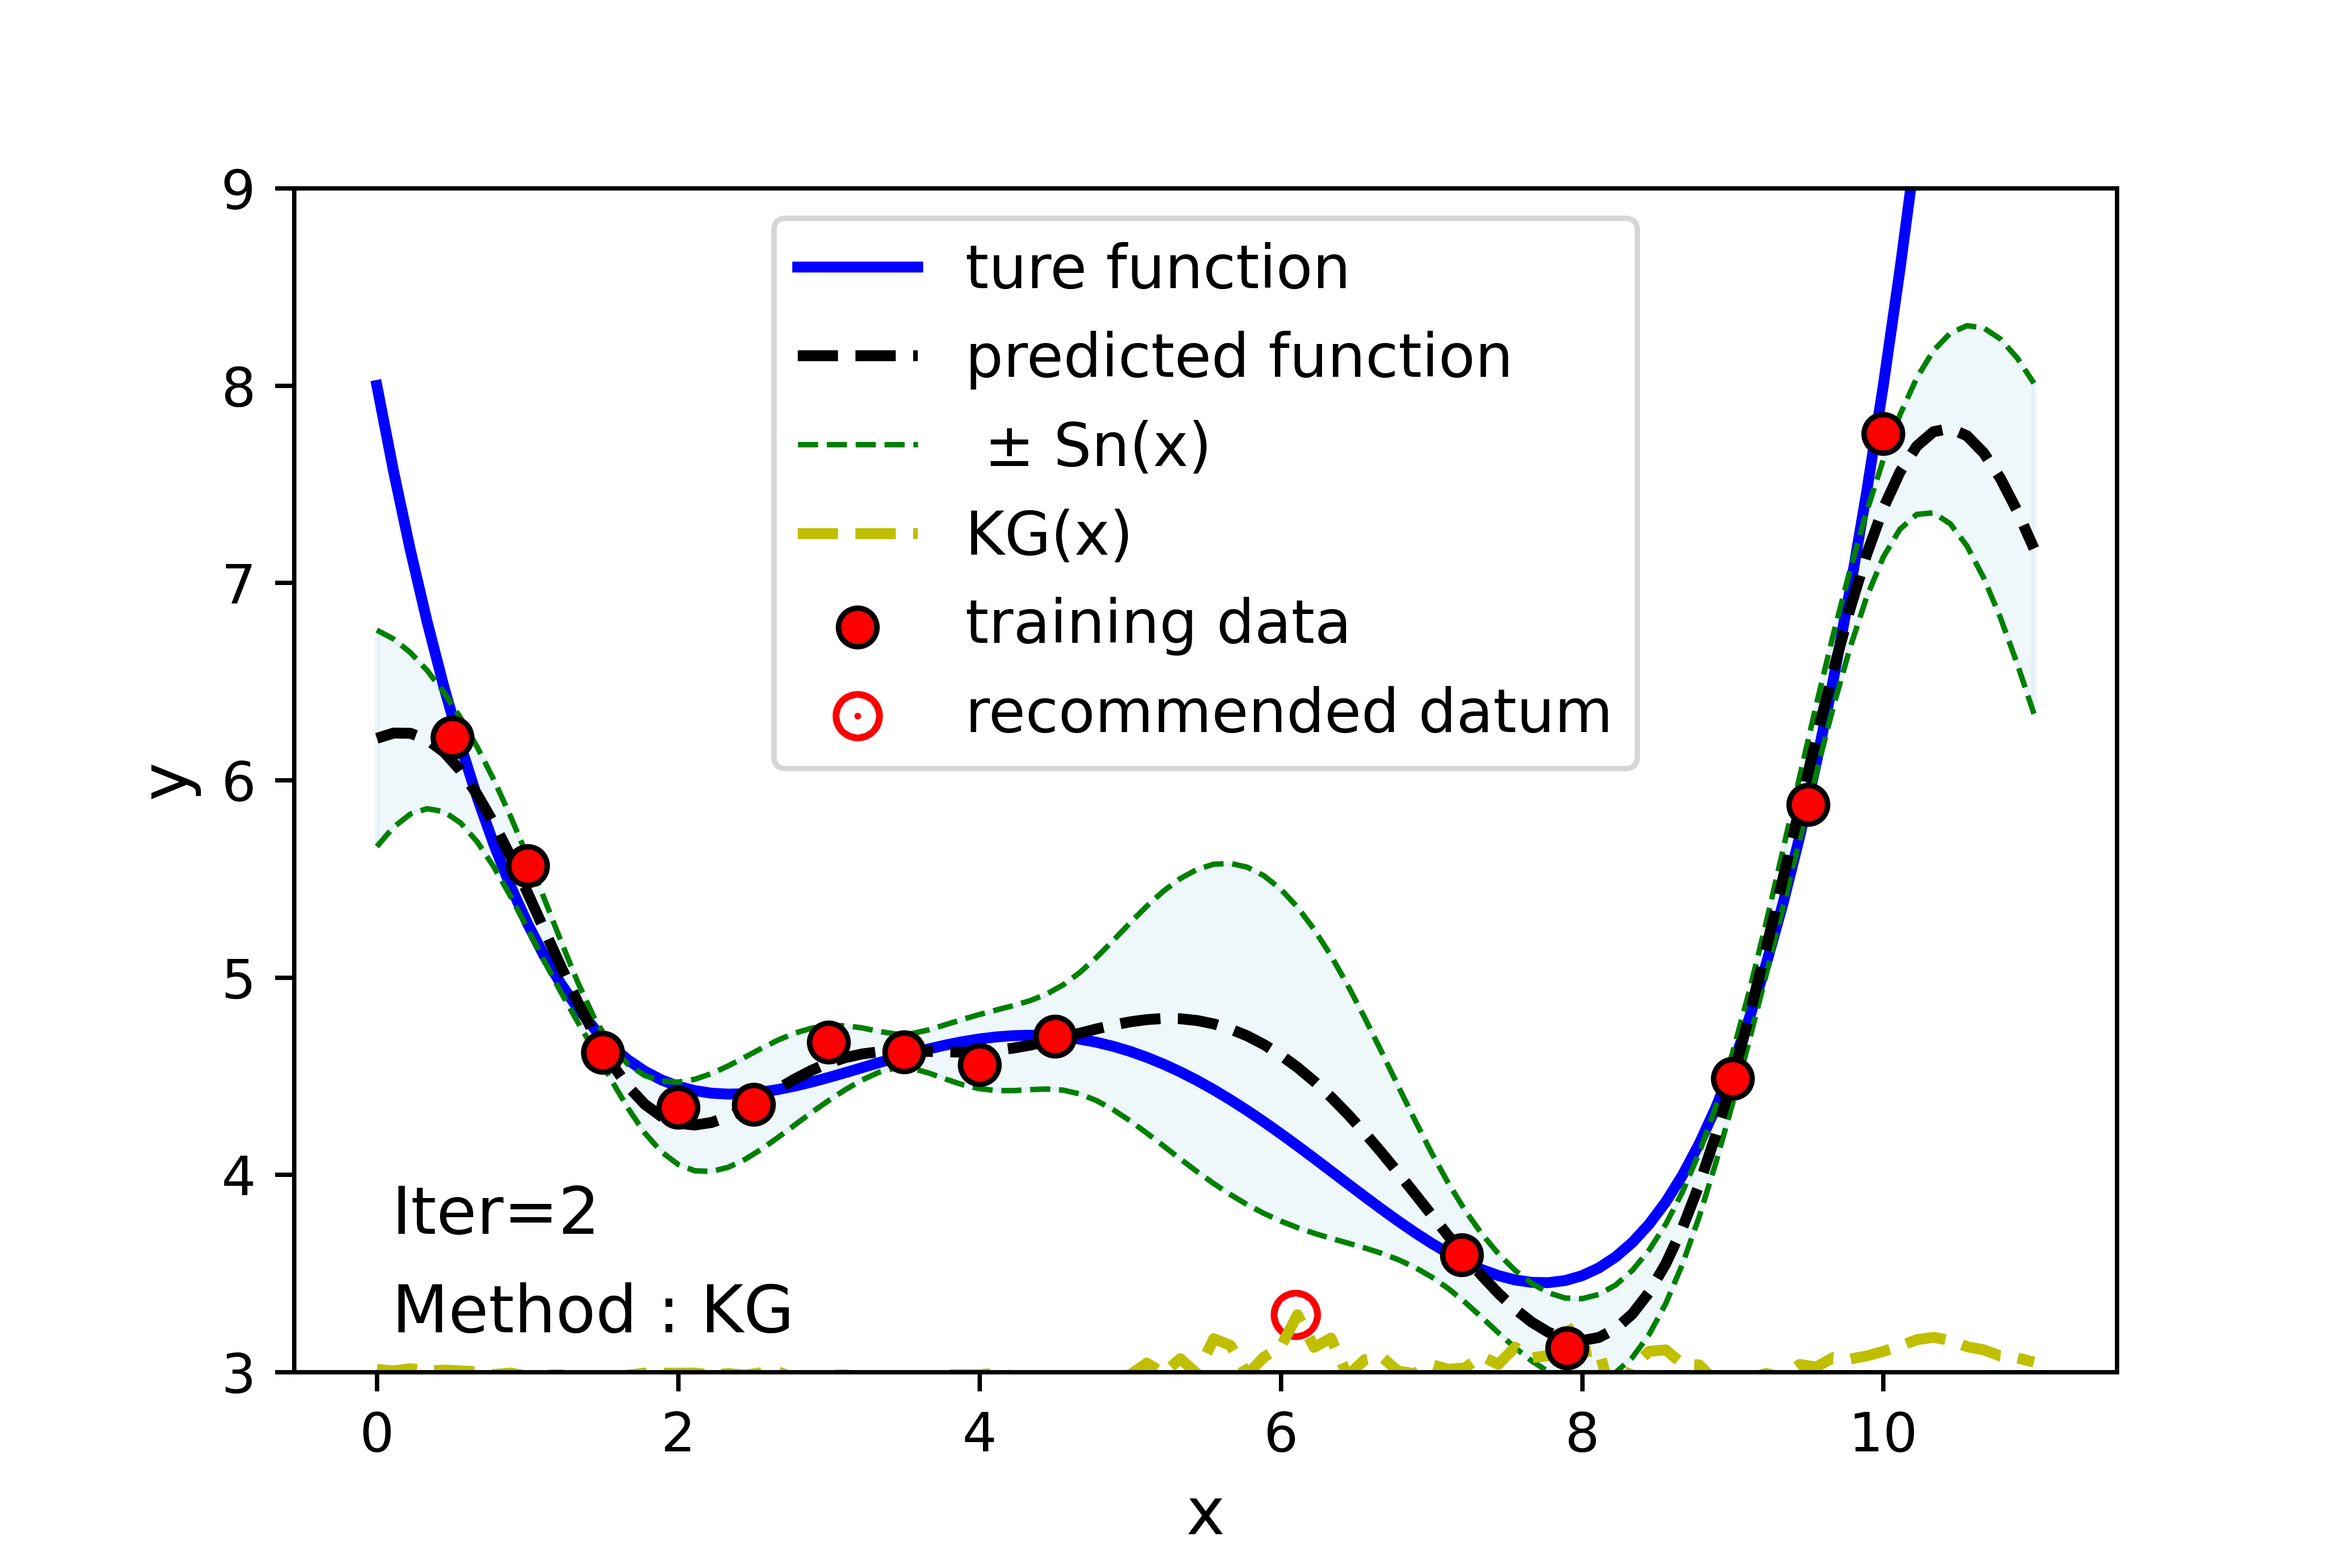 9
8
7
6
5
4
3
y
ture function
predicted function
± Sn(x)
KG(x)
training data
recommended datum
Iter=2
Method : KG
0 2 4 6 8 10
x